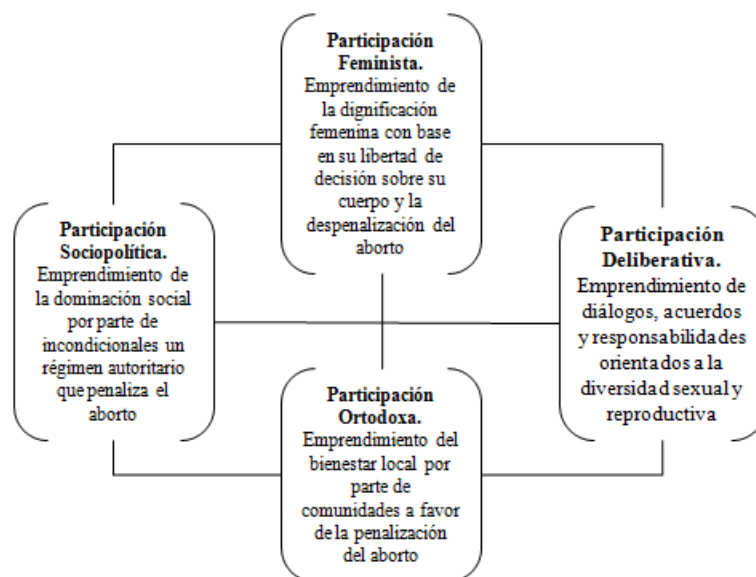 Participación
Feminista.
Emprendimiento de
la dignificación
femenina con base
en su libertad de
decisión sobre su
cuerpo y la
despenalización del
aborto
Participación
Sociopolítica.
Emprendimiento de
la dominación social
por parte de
incondicionales un
régimen autoritario
que penaliza el
aborto
Participación
Deliberativa.
Emprendimiento de
diálogos, acuerdos
y responsabilidades
orientados a la
diversidad sexual y
reproductiva
Participación
Ortodoxa.
Emprendimiento del
bienestar local por
parte de
comunidades a favor
de la penalización
del aborto